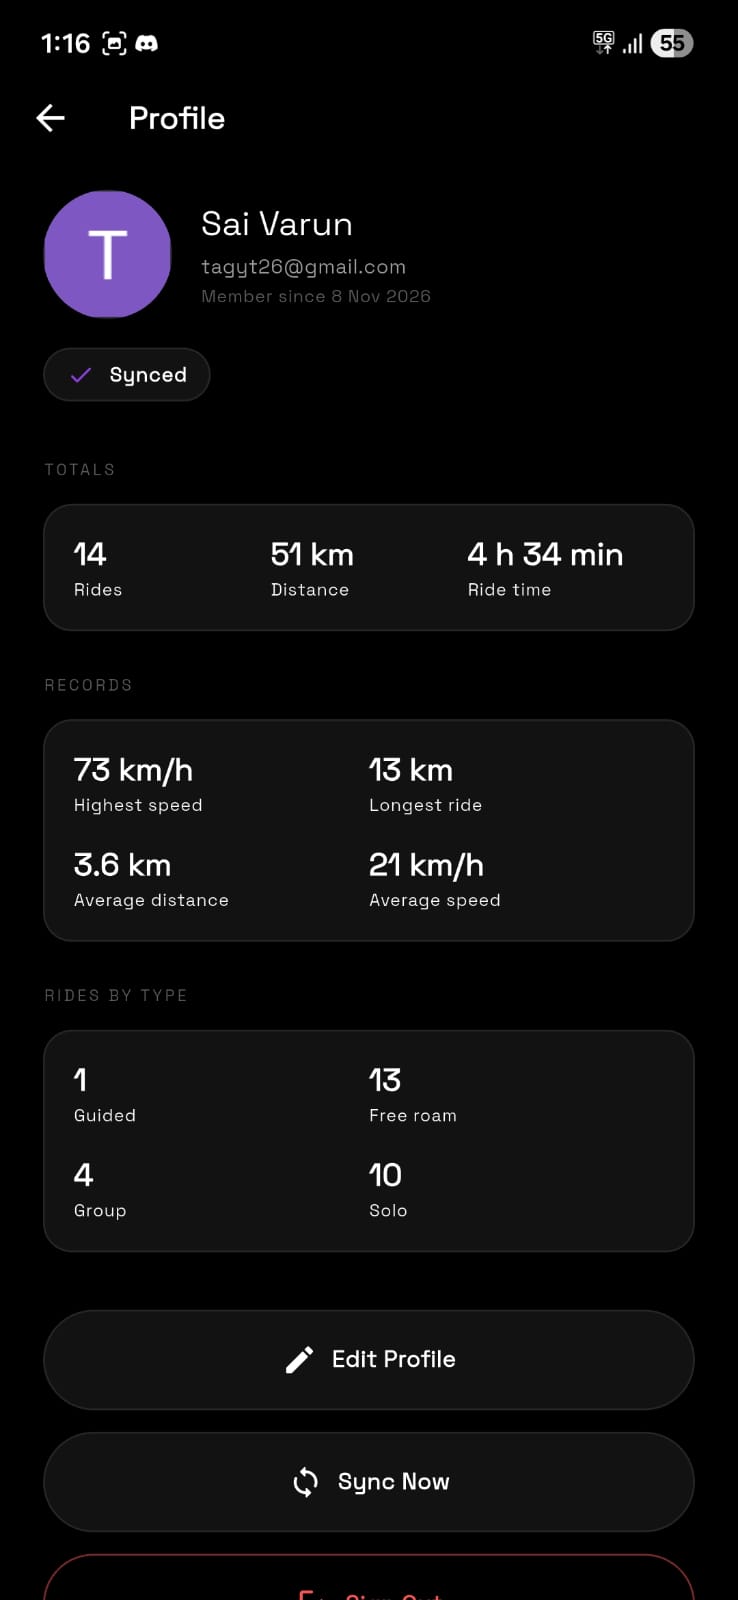 1:16
5G
55
Profile
T
Sai Varun
tagyt26@gmail.com
Member since 8 Nov 2026
Synced
TOTALS
14 51 km 4 h 34 min
Rides Distance Ride time
RECORDS
73 km/h 13 km
Highest speed Longest ride
3.6 km 21 km/h
Average distance Average speed
RIDES BY TYPE
1 13
Guided Free roam
4 10
Group Solo
Edit Profile
Sync Now
Sign Out